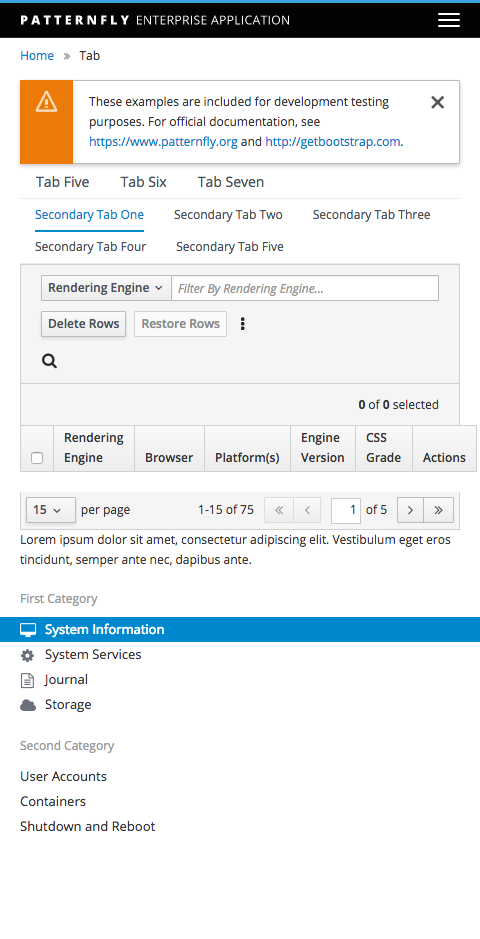 PATTERNFLY ENTERPRISE APPLICATION
Home » Tab
These examples are included for development testing
purposes. For official documentation, see
https://www.patternfly.org and http://getbootstrap.com.
Tab Five Tab Six Tab Seven
Secondary Tab One Secondary Tab Two Secondary Tab Three
Secondary Tab Four Secondary Tab Five
Rendering Engine Filter By Rendering Engine...
Delete Rows Restore Rows
0 of 0 selected
Rendering Engine Browser Platform(s) Engine Version CSS Grade Actions
15 per page 1-15 of 75 « ‹ 1 of 5 › »
Lorem ipsum dolor sit amet, consectetur adipiscing elit. Vestibulum eget eros
tincidunt, semper ante nec, dapibus ante.
First Category
System Information
System Services
Journal
Storage
Second Category
User Accounts
Containers
Shutdown and Reboot